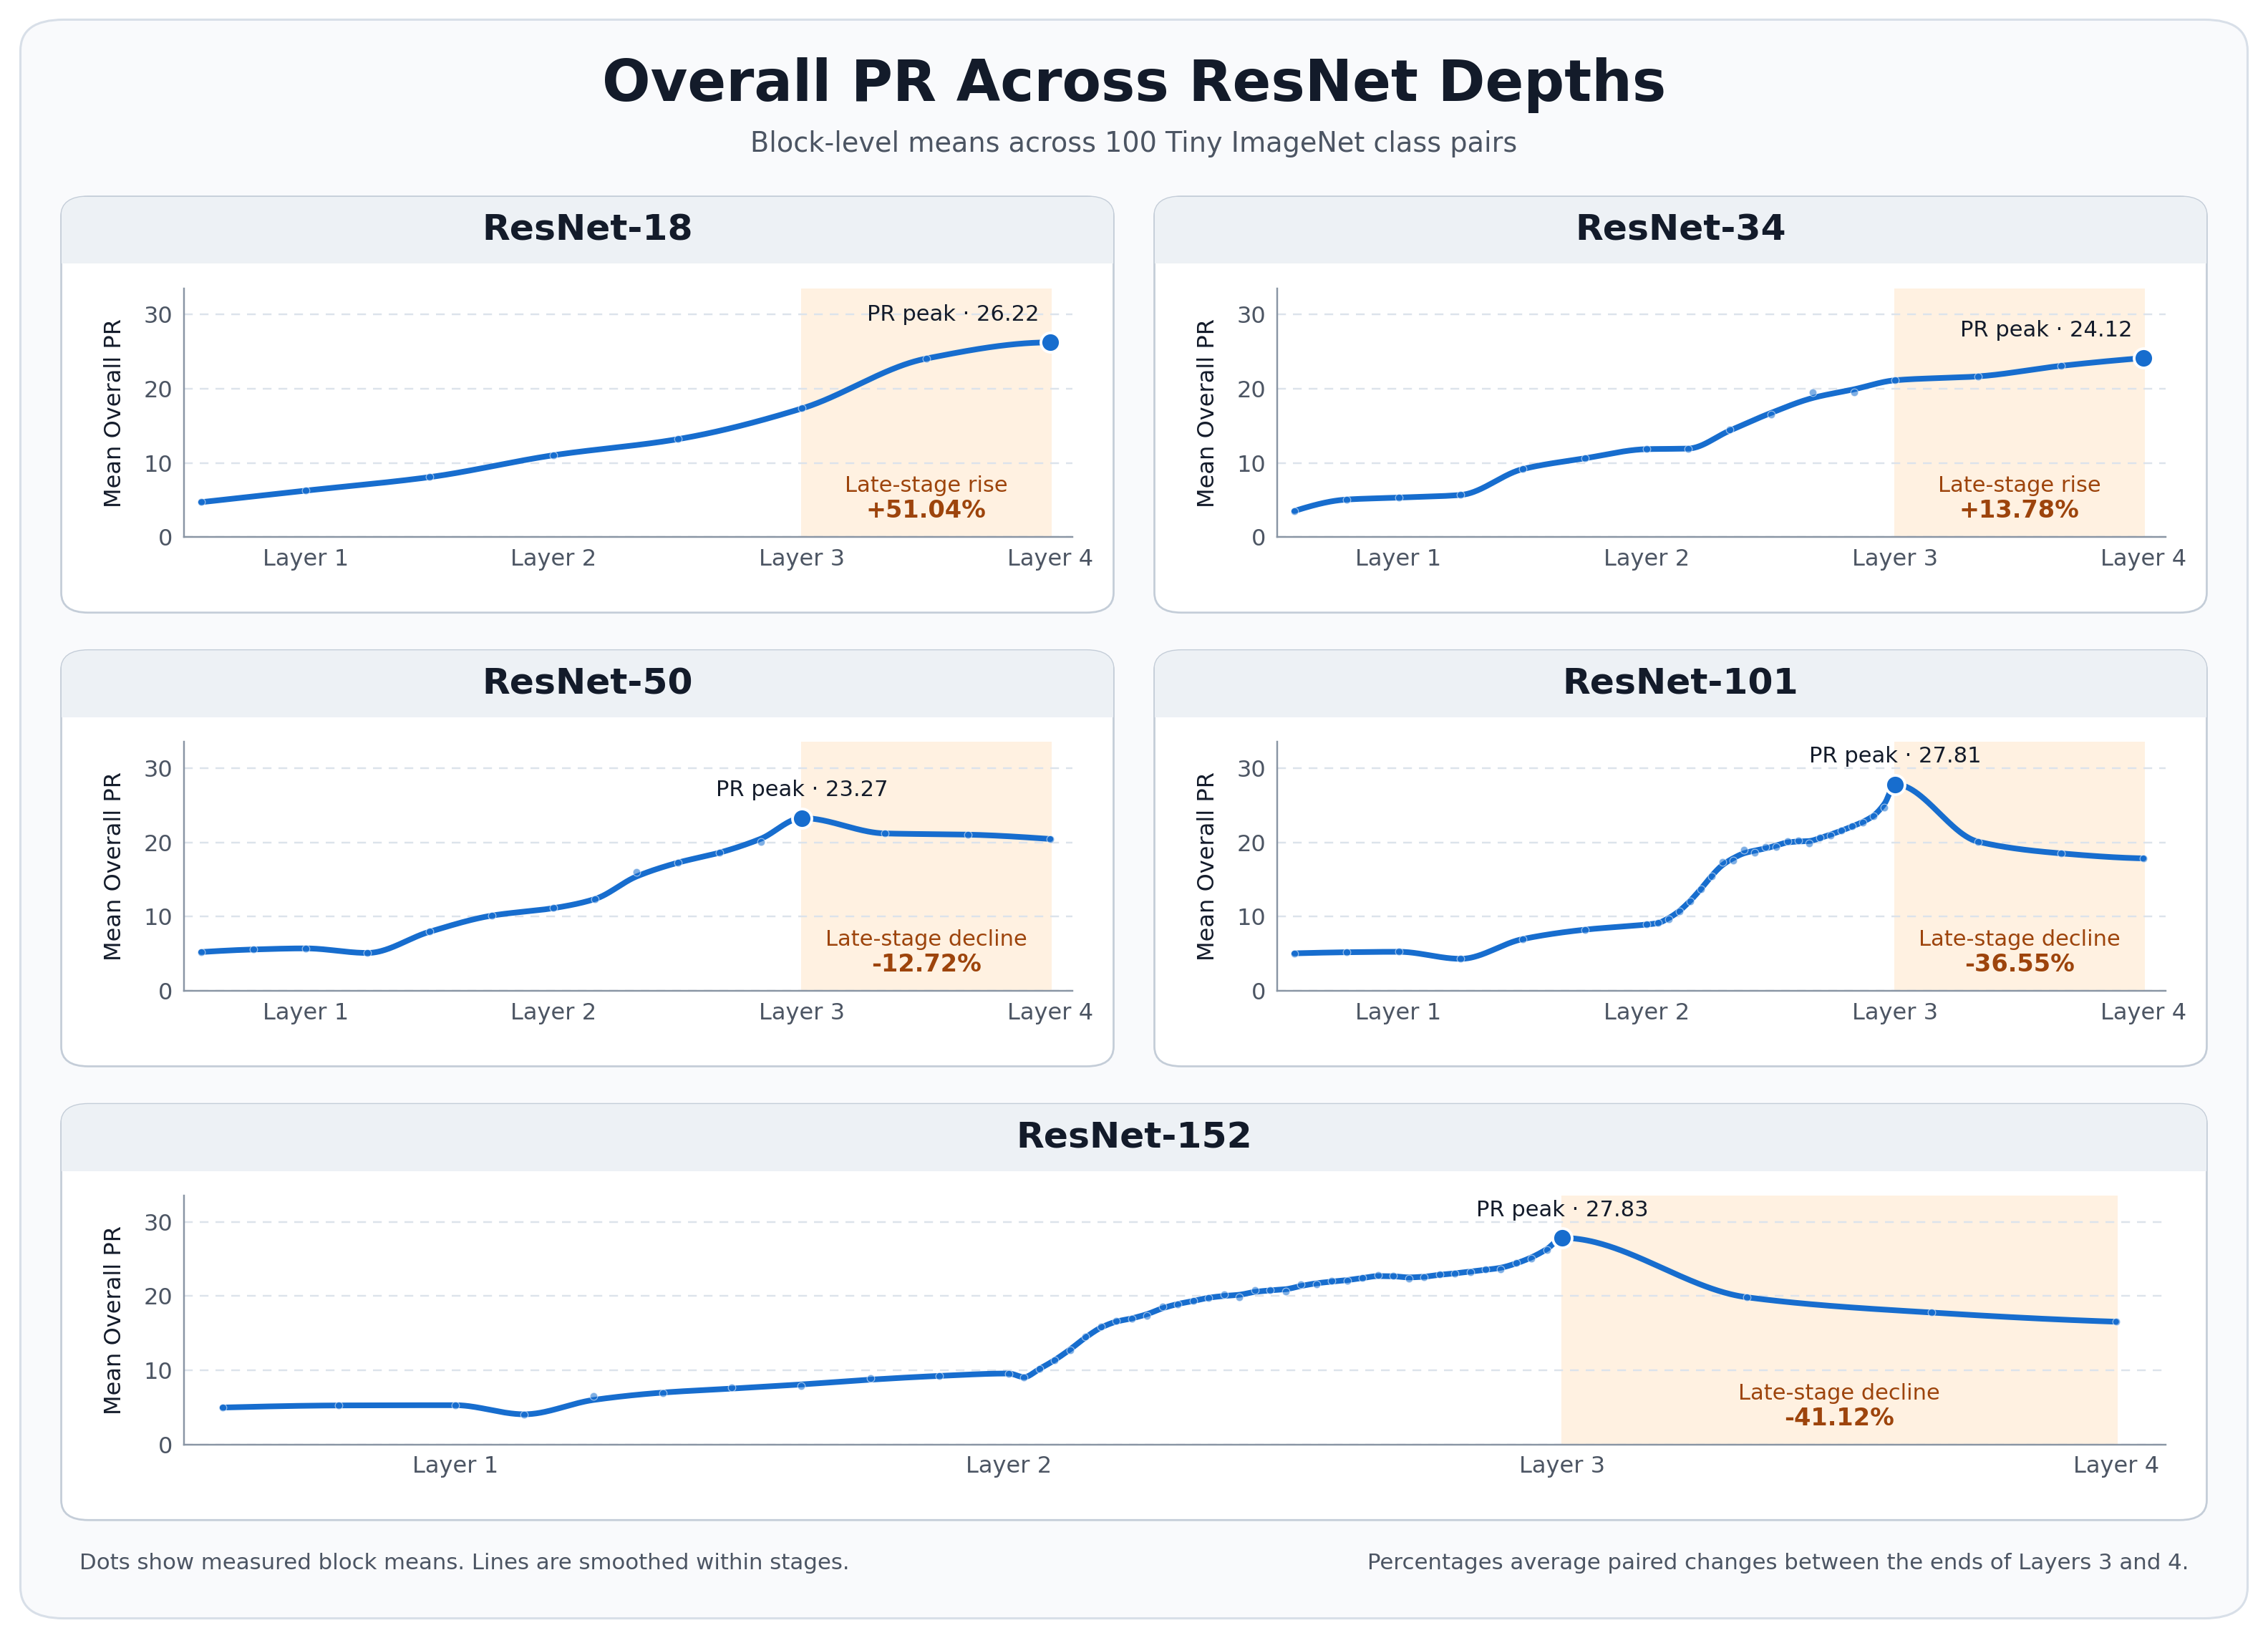 Overall PR Across ResNet Depths
Block-level means across 100 Tiny ImageNet class pairs
ResNet-18
Mean Overall PR
30
20
10
0
PR peak · 26.22
Late-stage rise
+51.04%
Layer 1
Layer 2
Layer 3
Layer 4
ResNet-34
Mean Overall PR
30
20
10
0
PR peak · 24.12
Late-stage rise
+13.78%
Layer 1
Layer 2
Layer 3
Layer 4
ResNet-50
Mean Overall PR
30
20
10
0
PR peak · 23.27
Late-stage decline
-12.72%
Layer 1
Layer 2
Layer 3
Layer 4
ResNet-101
Mean Overall PR
30
20
10
0
PR peak · 27.81
Late-stage decline
-36.55%
Layer 1
Layer 2
Layer 3
Layer 4
ResNet-152
Mean Overall PR
30
20
10
0
PR peak · 27.83
Late-stage decline
-41.12%
Layer 1
Layer 2
Layer 3
Layer 4
Dots show measured block means. Lines are smoothed within stages.
Percentages average paired changes between the ends of Layers 3 and 4.